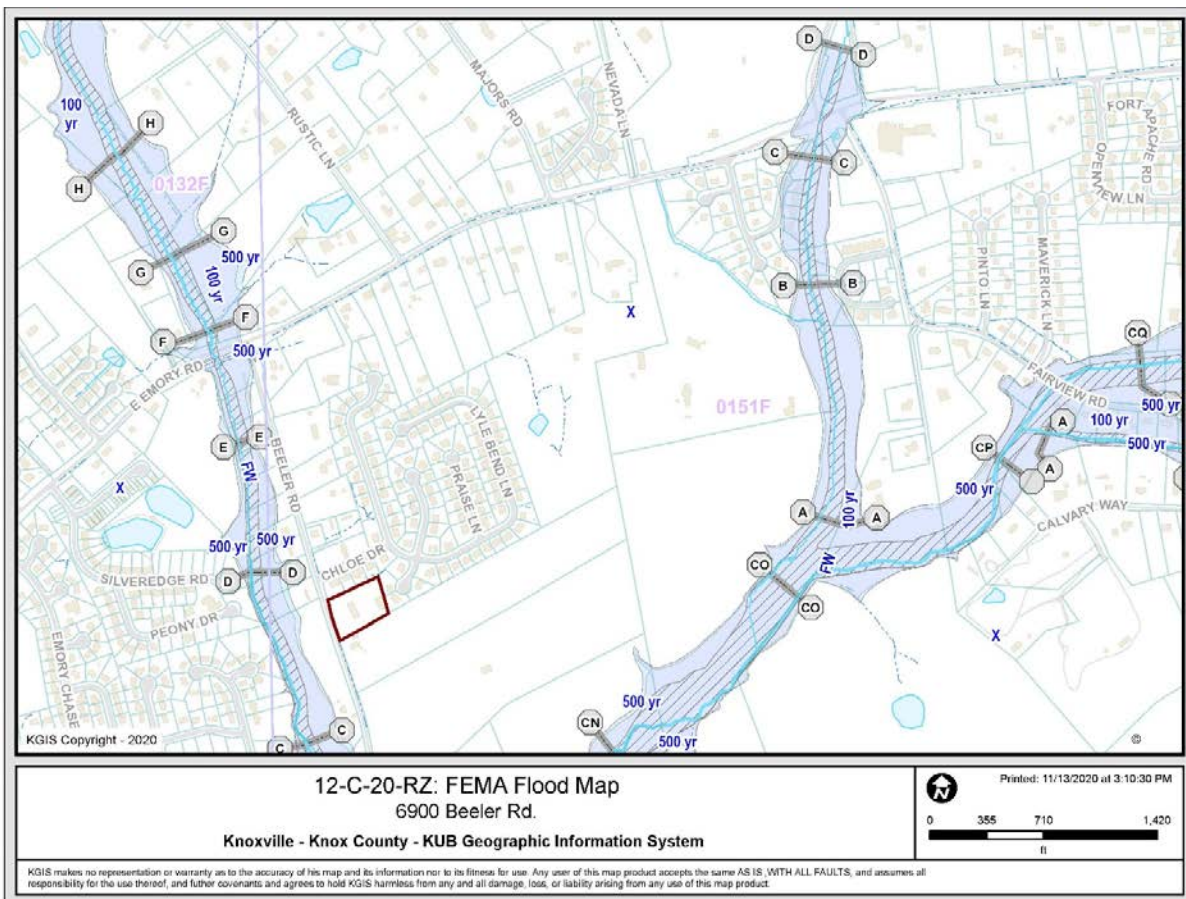 D
D
100
yr
H
H
RUSTIC LN
MAJORS RD
NEVADA LN
FORT APACHE RD
OPENVIEW LN
C
C
0132F
G
G
500 yr
100 yr
B
B
PINTO LN
MAVERICK LN
X
F
F
500 yr
E EMORY RD
CQ
FAIRVIEW RD
500 yr
100 yr
500 yr
0151F
LYLE BEND LN
PRAISE LN
E
E
FW
BEELER RD
X
A
A
CP
500 yr
CALVARY WAY
A
A
100 yr
500 yr
500 yr
SILVEREDGE RD
D
D
CHLOE DR
PEONY DR
CO
CO
FW
X
EMORY CHASE
500 yr
500 yr
CN
C
C
KGIS Copyright - 2020
©
12-C-20-RZ: FEMA Flood Map
6900 Beeler Rd.
Knoxville - Knox County - KUB Geographic Information System
N
Printed: 11/13/2020 at 3:10:30 PM
0 355 710 1,420
ft
KGIS makes no representation or warranty as to the accuracy of his map and its information nor to its fitness for use. Any user of this map product accepts the same AS IS ,WITH ALL FAULTS, and assumes all
responsibility for the use thereof, and futher covenants and agrees to hold KGIS harmless from any and all damage, loss, or liability arising from any use of this map product.